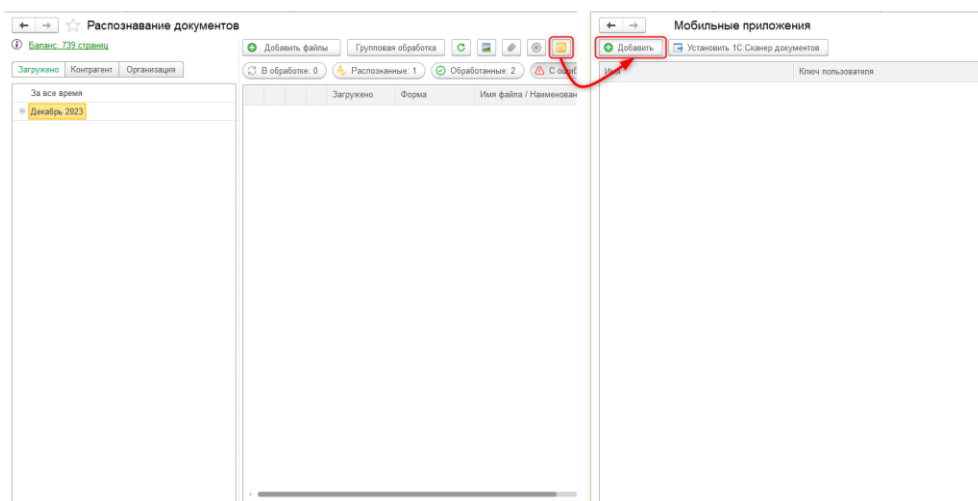 Распознавание документов
Баланс: 739 страниц
Добавить файлы Групповая обработка
Загружено Контрагент Организация
В обработке: 0 Распознанные: 1 Обработанные: 2
За все время
Декабрь 2023
Загружено Форма Имя файла /
Мобильные приложения
Добавить Установить 1С:Сканер документов
Имя Ключ пользователя